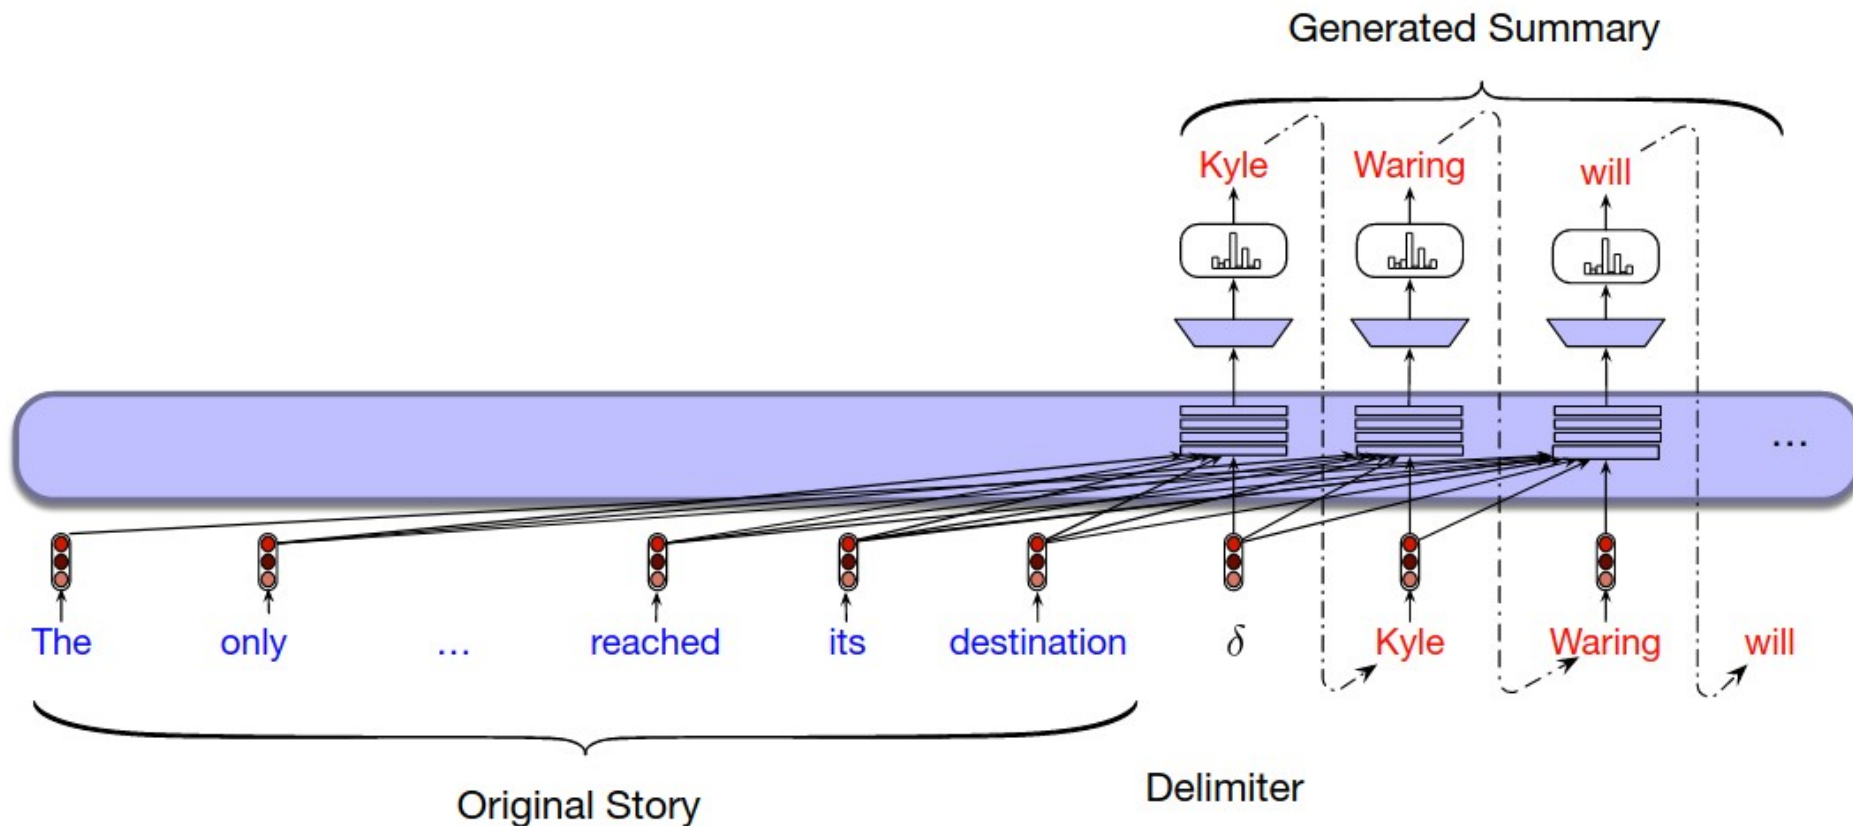 Generated Summary
Kyle Waring will
...
The only ... reached its destination δ Kyle Waring will
Original Story
Delimiter